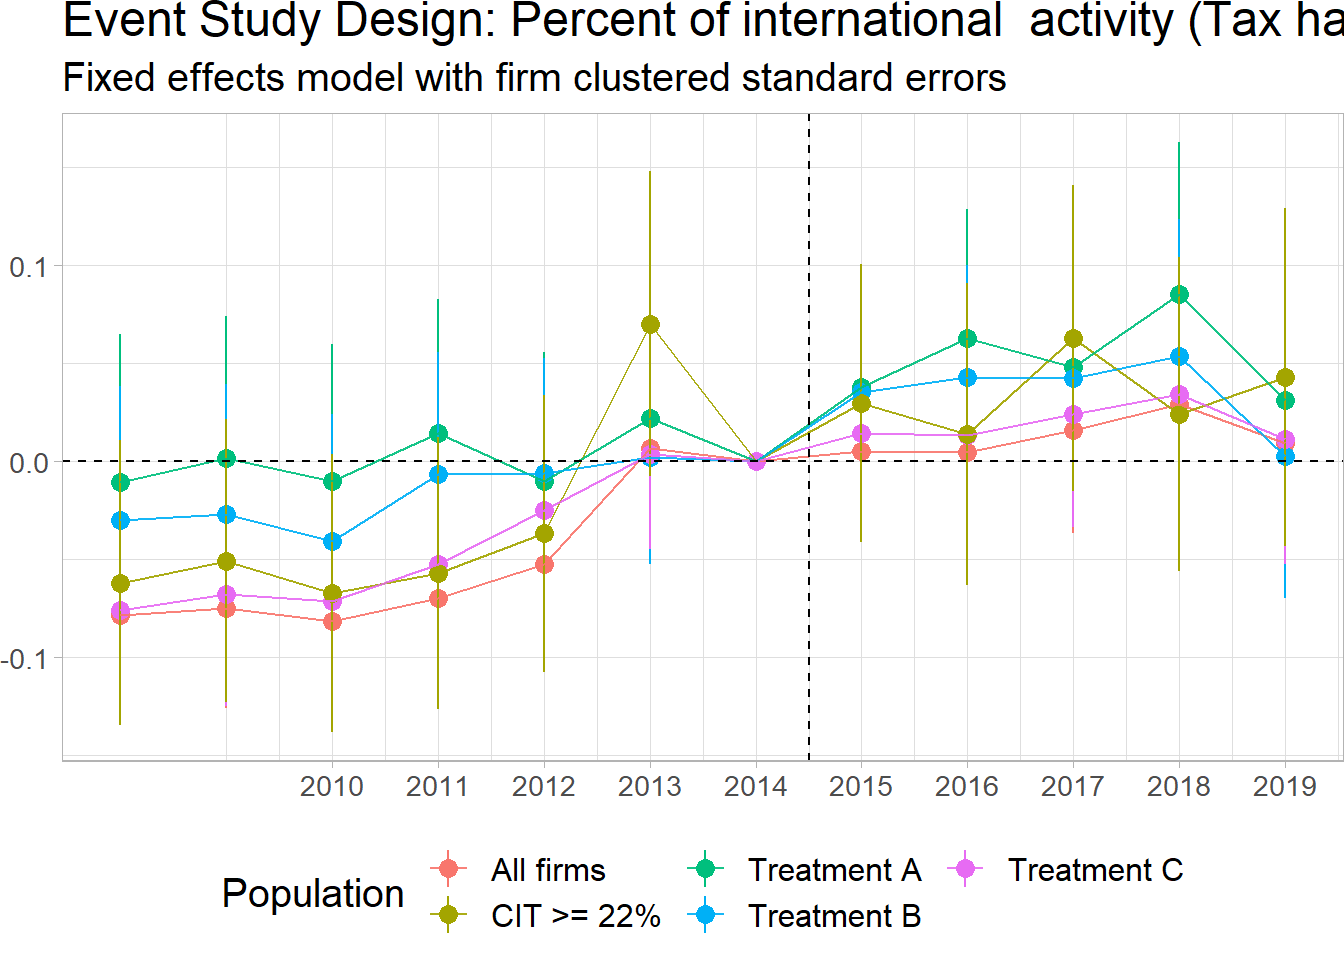 Event Study Design: Percent of international  activity (Tax ha
Fixed effects model with firm clustered standard errors
0.1
0.0
-0.1
2010 2011 2012 2013 2014 2015 2016 2017 2018 2019
Population
All firms
CIT >= 22%
Treatment A
Treatment B
Treatment C